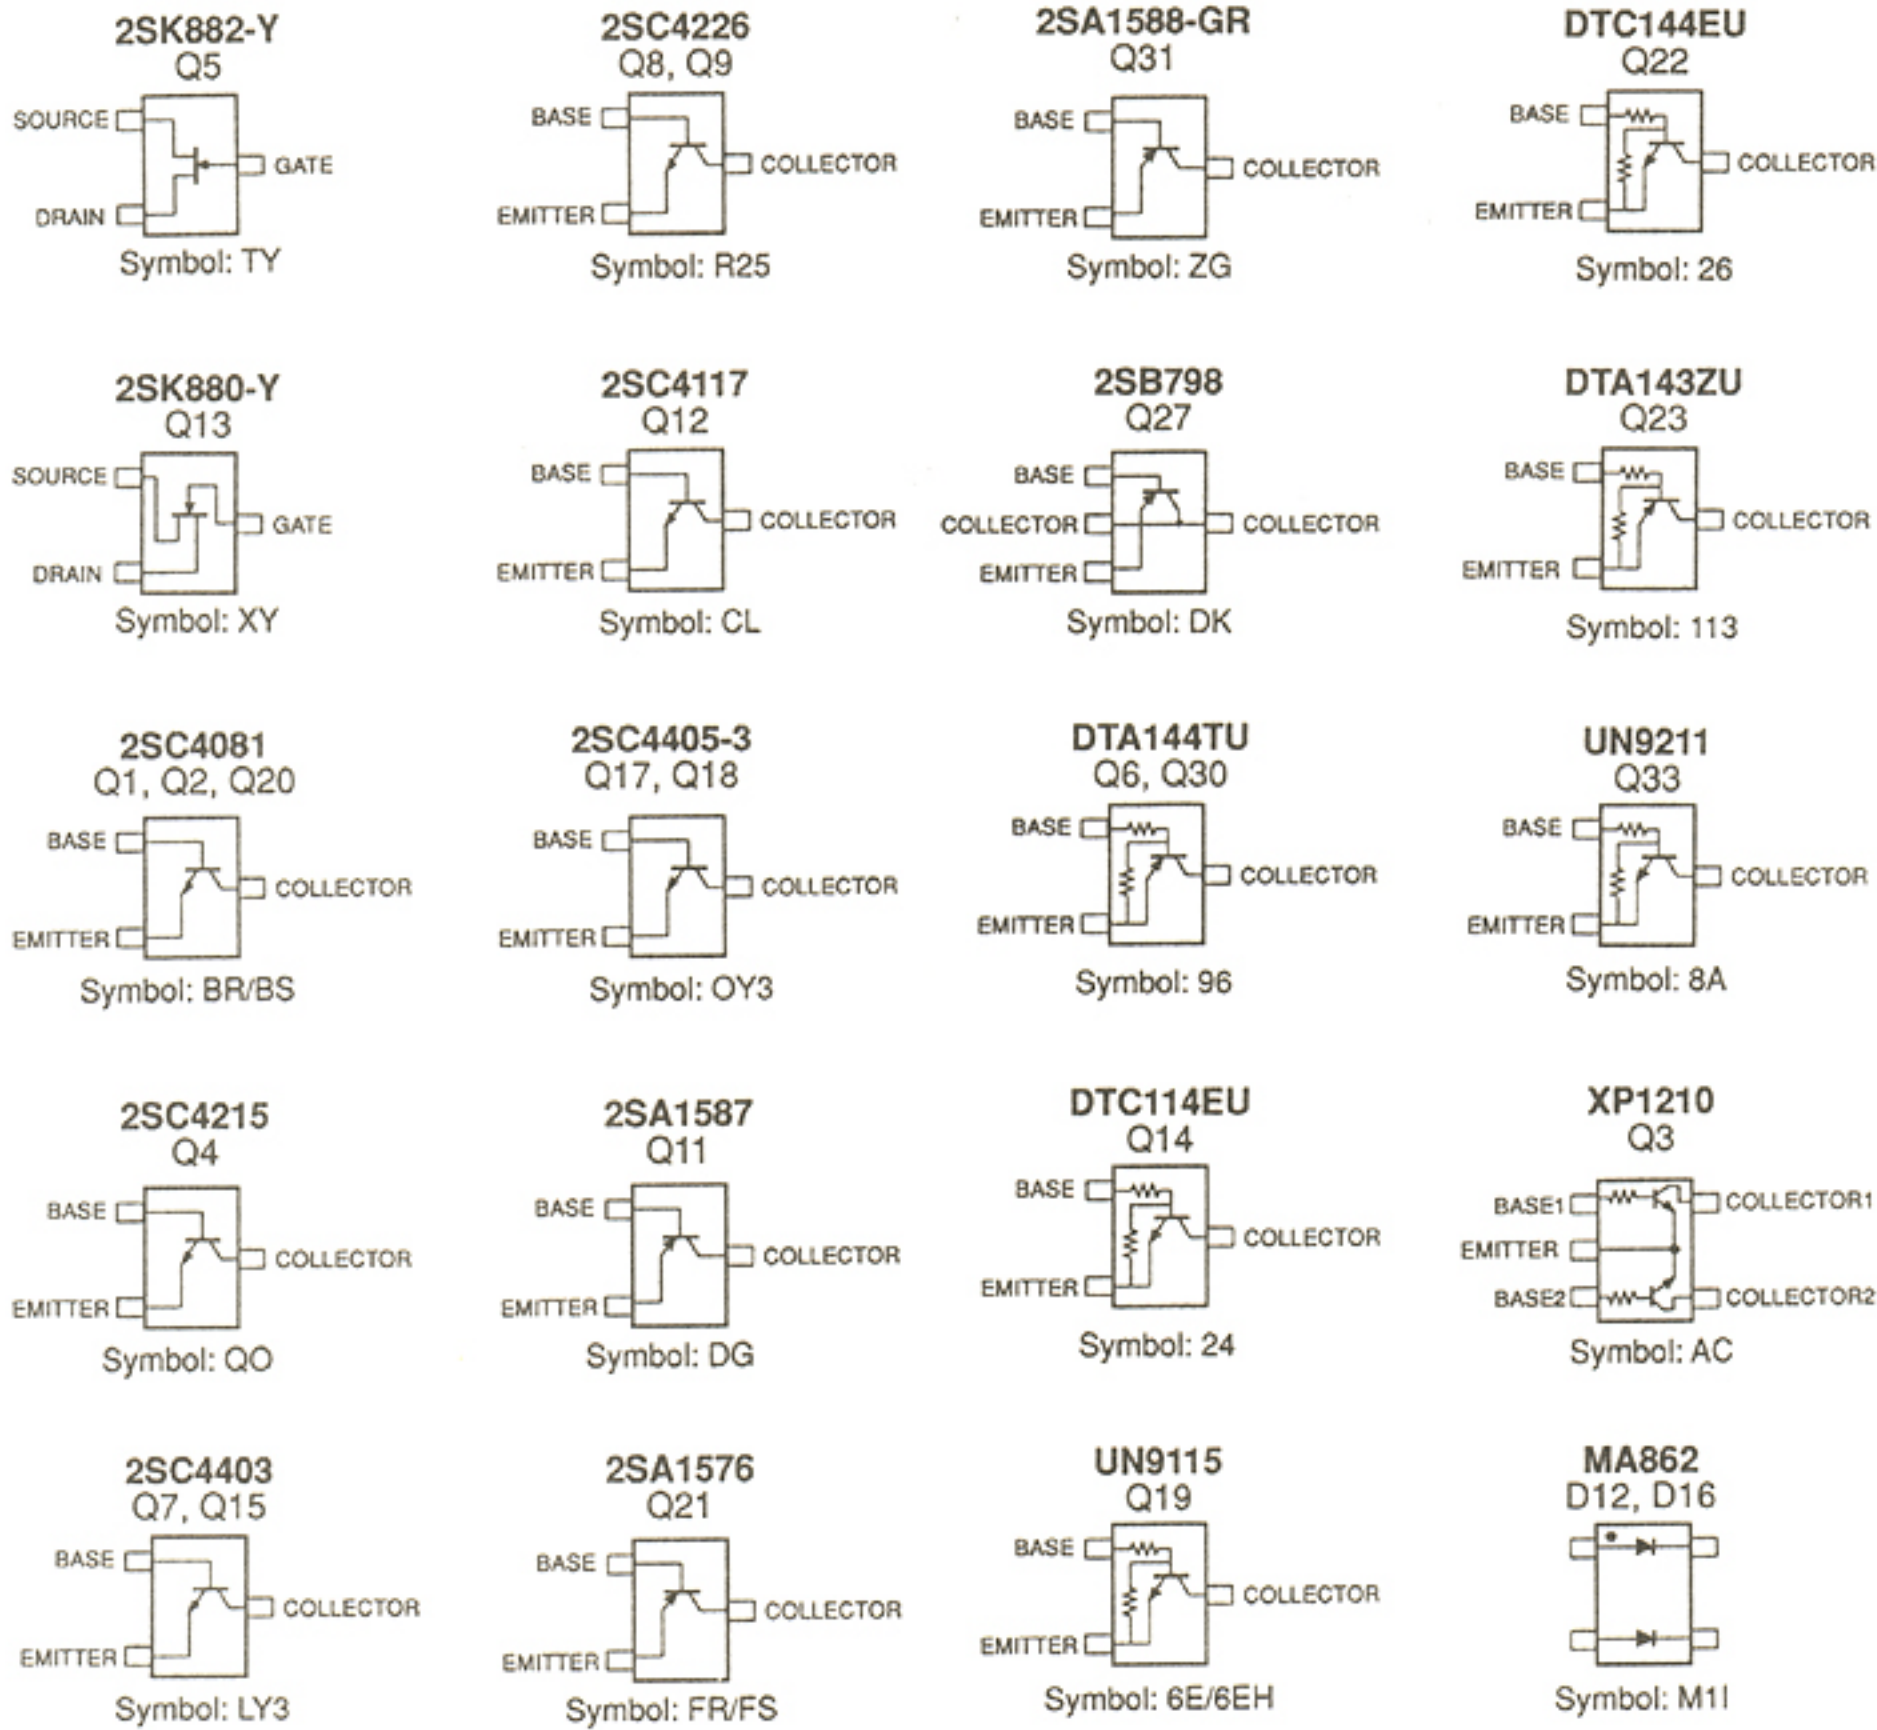 2SK882-Y
Q5
SOURCE
GATE
DRAIN
Symbol: TY
2SC4226
Q8, Q9
BASE
COLLECTOR
EMITTER
Symbol: R25
2SA1588-GR
Q31
BASE
COLLECTOR
EMITTER
Symbol: ZG
DTC144EU
Q22
BASE
COLLECTOR
EMITTER
Symbol: 26
2SK880-Y
Q13
SOURCE
GATE
DRAIN
Symbol: XY
2SC4117
Q12
BASE
COLLECTOR
EMITTER
Symbol: CL
2SB798
Q27
BASE
COLLECTOR
COLLECTOR
EMITTER
Symbol: DK
DTA143ZU
Q23
BASE
COLLECTOR
EMITTER
Symbol: 113
2SC4081
Q1, Q2, Q20
BASE
COLLECTOR
EMITTER
Symbol: BR/BS
2SC4405-3
Q17, Q18
BASE
COLLECTOR
EMITTER
Symbol: OY3
DTA144TU
Q6, Q30
BASE
COLLECTOR
EMITTER
Symbol: 96
UN9211
Q33
BASE
COLLECTOR
EMITTER
Symbol: 8A
2SC4215
Q4
BASE
COLLECTOR
EMITTER
Symbol: QO
2SA1587
Q11
BASE
COLLECTOR
EMITTER
Symbol: DG
DTC114EU
Q14
BASE
COLLECTOR
EMITTER
Symbol: 24
XP1210
Q3
BASE1
COLLECTOR1
EMITTER
BASE2
COLLECTOR2
Symbol: AC
2SC4403
Q7, Q15
BASE
COLLECTOR
EMITTER
Symbol: LY3
2SA1576
Q21
BASE
COLLECTOR
EMITTER
Symbol: FR/FS
UN9115
Q19
BASE
COLLECTOR
EMITTER
Symbol: 6E/6EH
MA862
D12, D16
Symbol: M1I